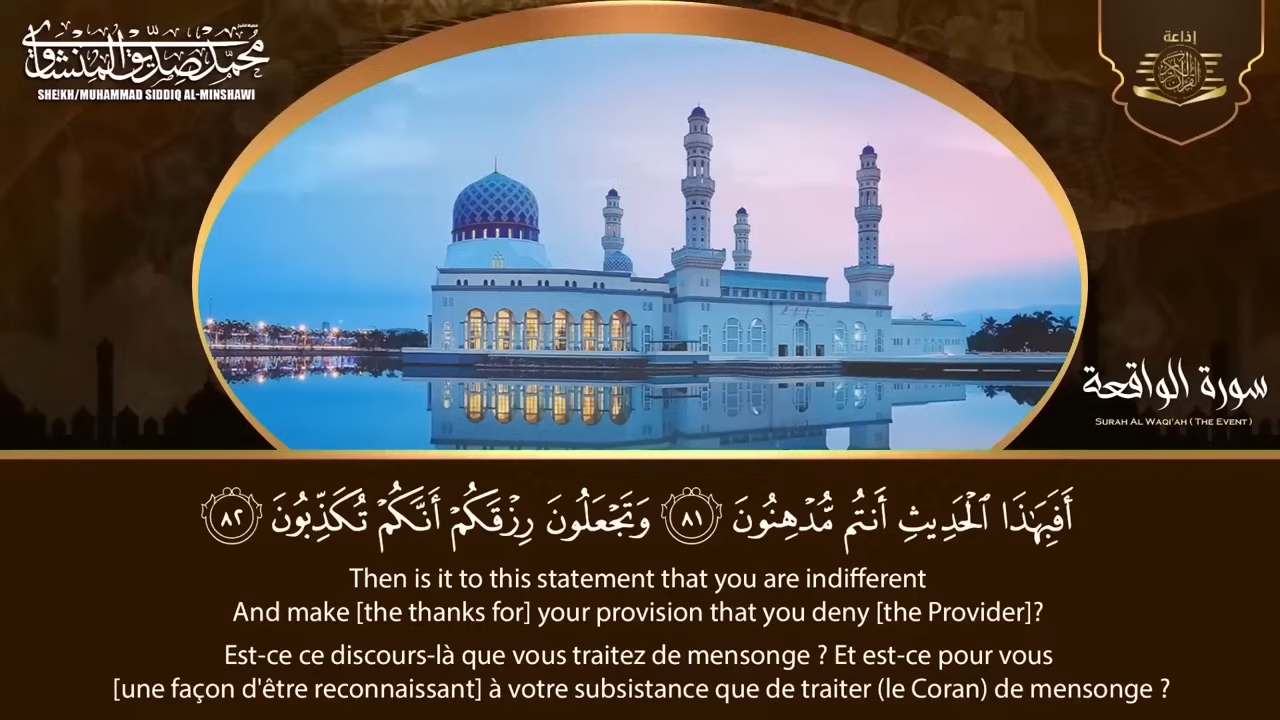 محمد صديق المنشاوي
SHEIKH/MUHAMMAD SIDDIQ AL-MINSHAWI
إذاعة
القرآن الكريم
سورة الواقعة
SURAH AL WAQI'AH ( THE EVENT )
أَفَبِهَٰذَا ٱلْحَدِيثِ أَنتُم مُّدْهِنُونَ ٨١ وَتَجْعَلُونَ رِزْقَكُمْ أَنَّكُمْ تُكَذِّبُونَ ٨٢
Then is it to this statement that you are indifferent
And make [the thanks for] your provision that you deny [the Provider]?
Est-ce ce discours-là que vous traitez de mensonge ? Et est-ce pour vous
[une façon d'être reconnaissant] à votre subsistance que de traiter (le Coran) de mensonge ?